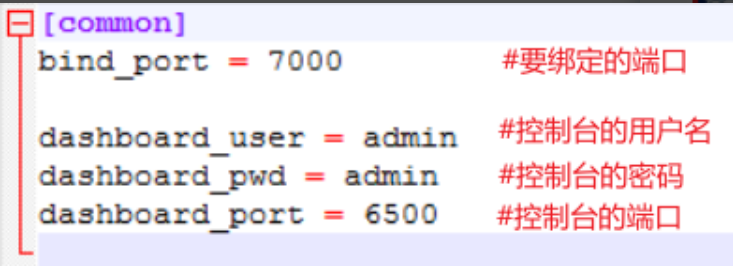 [common]
bind_port = 7000 #要绑定的端口
dashboard_user = admin #控制台的用户名
dashboard_pwd = admin #控制台的密码
dashboard_port = 6500 #控制台的端口